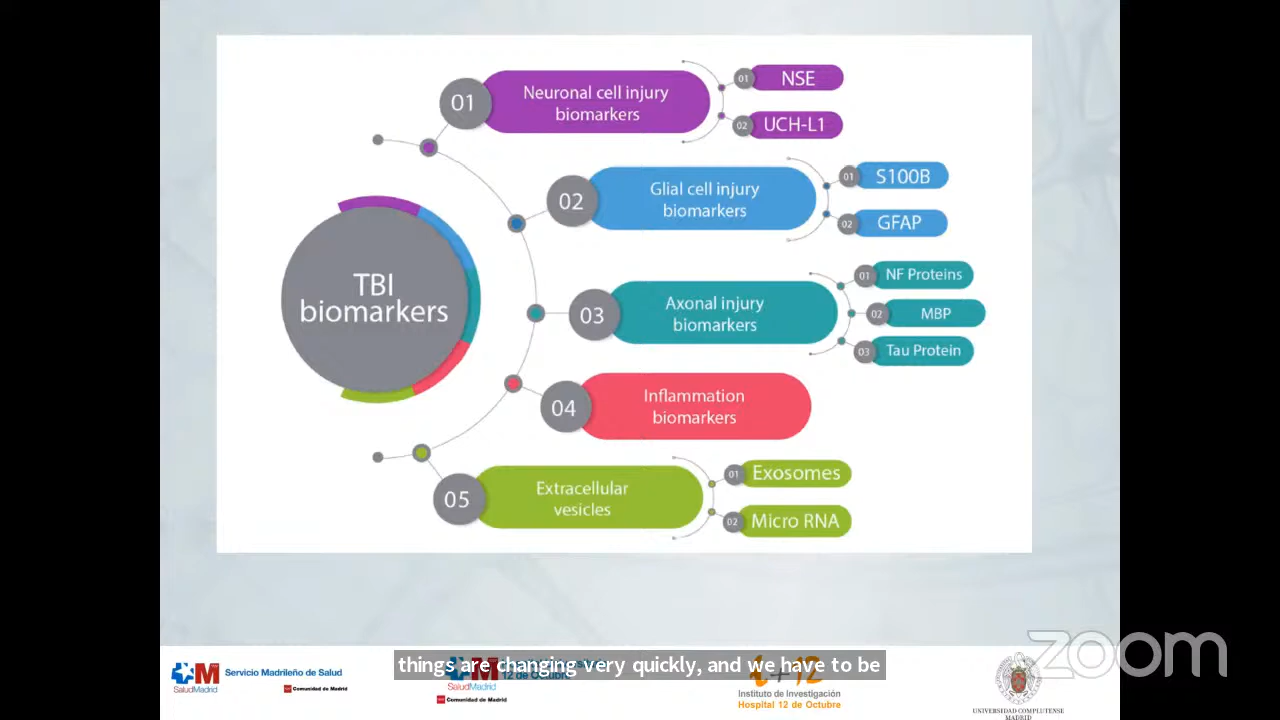 01
Neuronal cell injury
biomarkers
01
NSE
02
UCH-L1
02
Glial cell injury
biomarkers
01
S100B
02
GFAP
TBI
biomarkers
03
Axonal injury
biomarkers
01
NF Proteins
02
MBP
03
Tau Protein
04
Inflammation
biomarkers
05
Extracellular
vesicles
01
Exosomes
02
Micro RNA
zoom
things are changing very quickly, and we have to be
SaludMadrid
Servicio Madrileño de Salud
Comunidad de Madrid
SaludMadrid
12 de Octubre
Comunidad de Madrid
i+12
Instituto de Investigación
Hospital 12 de Octubre
UNIVERSIDAD COMPLUTENSE
MADRID